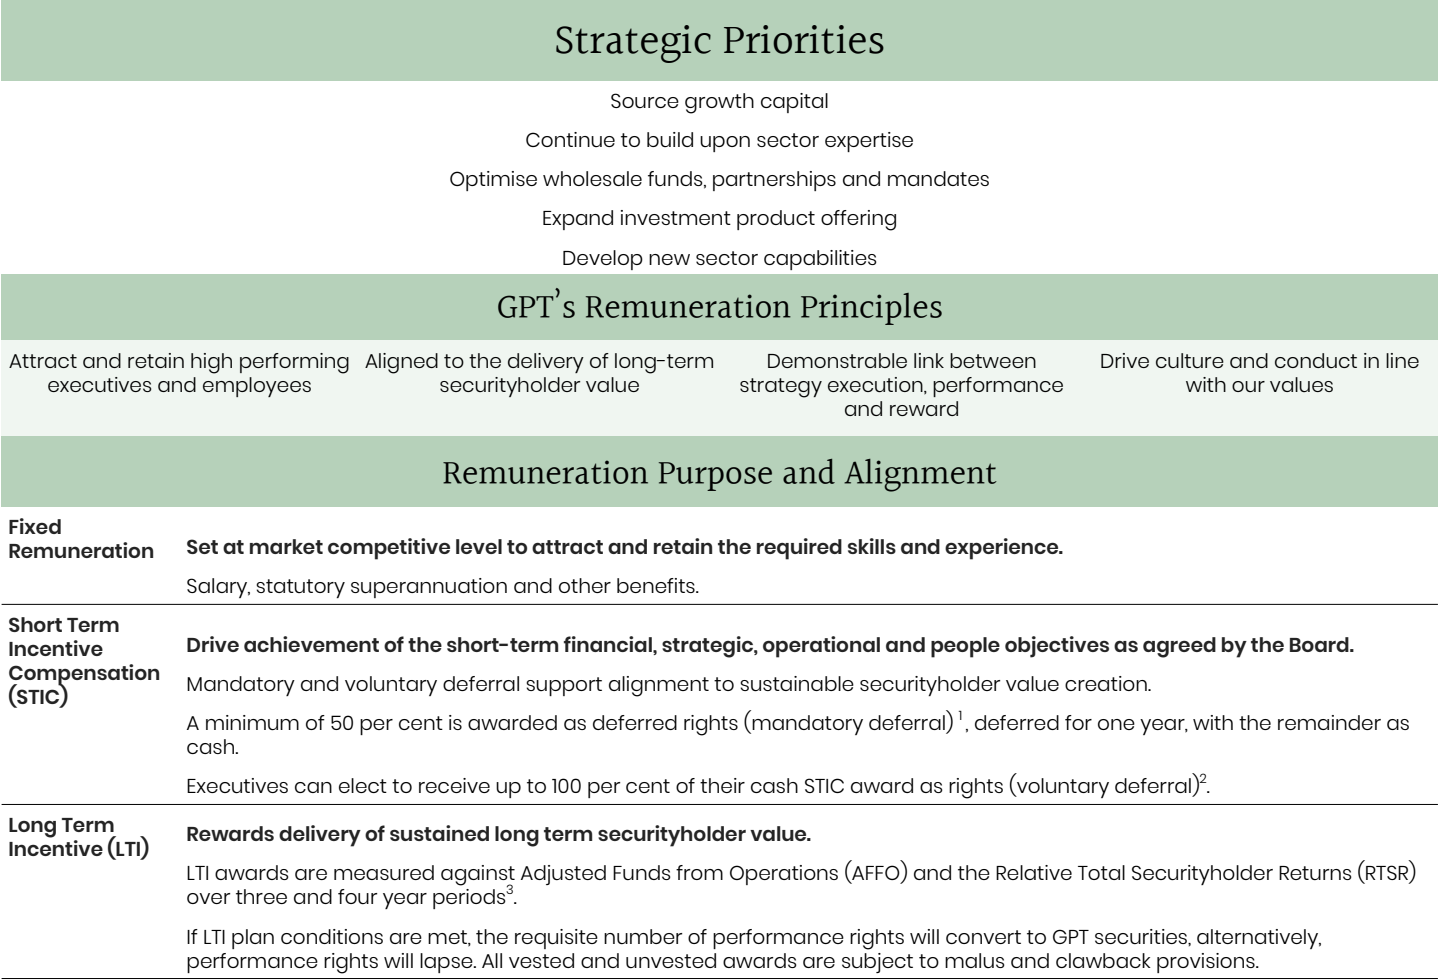 Strategic Priorities
Source growth capital
Continue to build upon sector expertise
Optimise wholesale funds, partnerships and mandates
Expand investment product offering
Develop new sector capabilities
GPT’s Remuneration Principles
Attract and retain high performing
executives and employees
Aligned to the delivery of long-term
securityholder value
Demonstrable link between
strategy execution, performance
and reward
Drive culture and conduct in line
with our values
Remuneration Purpose and Alignment
Fixed
Remuneration
Set at market competitive level to attract and retain the required skills and experience.
Salary, statutory superannuation and other benefits.
Short Term
Incentive
Compensation
(STIC)
Drive achievement of the short-term financial, strategic, operational and people objectives as agreed by the Board.
Mandatory and voluntary deferral support alignment to sustainable securityholder value creation.
A minimum of 50 per cent is awarded as deferred rights (mandatory deferral) 1, deferred for one year, with the remainder as
cash.
Executives can elect to receive up to 100 per cent of their cash STIC award as rights (voluntary deferral)2.
Long Term
Incentive (LTI)
Rewards delivery of sustained long term securityholder value.
LTI awards are measured against Adjusted Funds from Operations (AFFO) and the Relative Total Securityholder Returns (RTSR)
over three and four year periods3.
If LTI plan conditions are met, the requisite number of performance rights will convert to GPT securities, alternatively,
performance rights will lapse. All vested and unvested awards are subject to malus and clawback provisions.